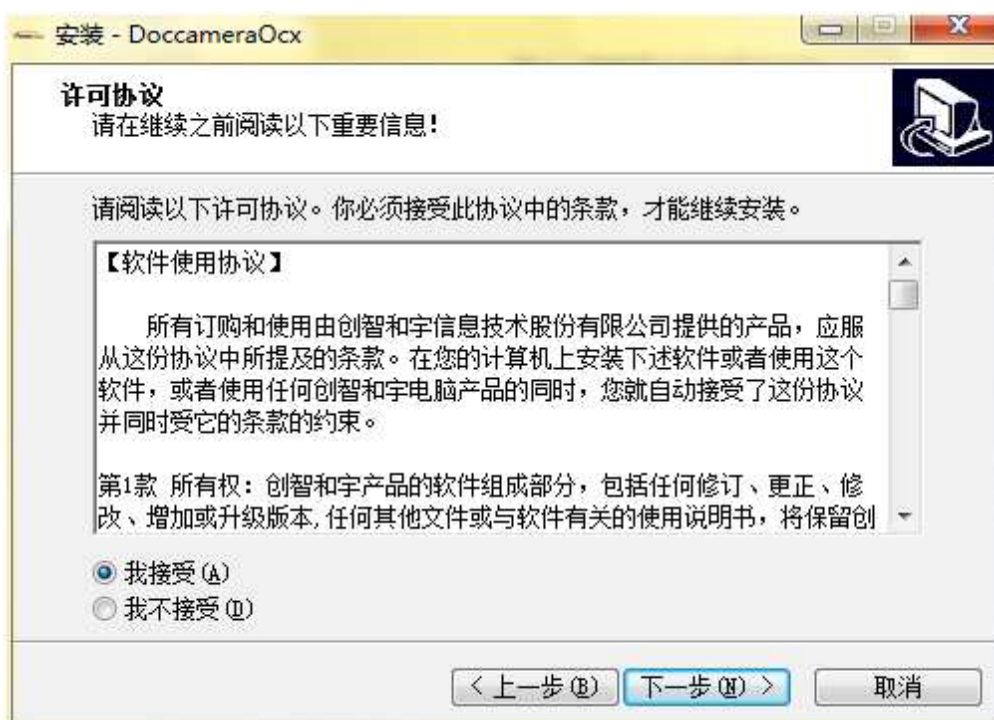 安装 - DoccameraOcx
许可协议
请在继续之前阅读以下重要信息！
请阅读以下许可协议。你必须接受此协议中的条款，才能继续安装。
【软件使用协议】
所有订购和使用由创智和宇信息技术股份有限公司提供的产品，应服
从这份协议中所提及的条款。在您的计算机上安装下述软件或者使用这个
软件，或者使用任何创智和宇电脑产品的同时，您就自动接受了这份协议
并同时受它的条款的约束。
第1款 所有权：创智和宇产品的软件组成部分，包括任何修订、更正、修
改、增加或升级版本,任何其他文件或与软件有关的使用说明书，将保留创
我接受(A)
我不接受(D)
< 上一步(B)
下一步(N) >
取消